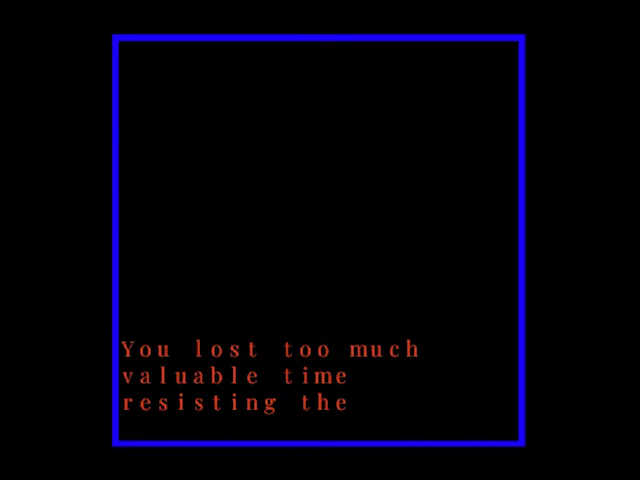 You lost too much
valuable time
resisting the